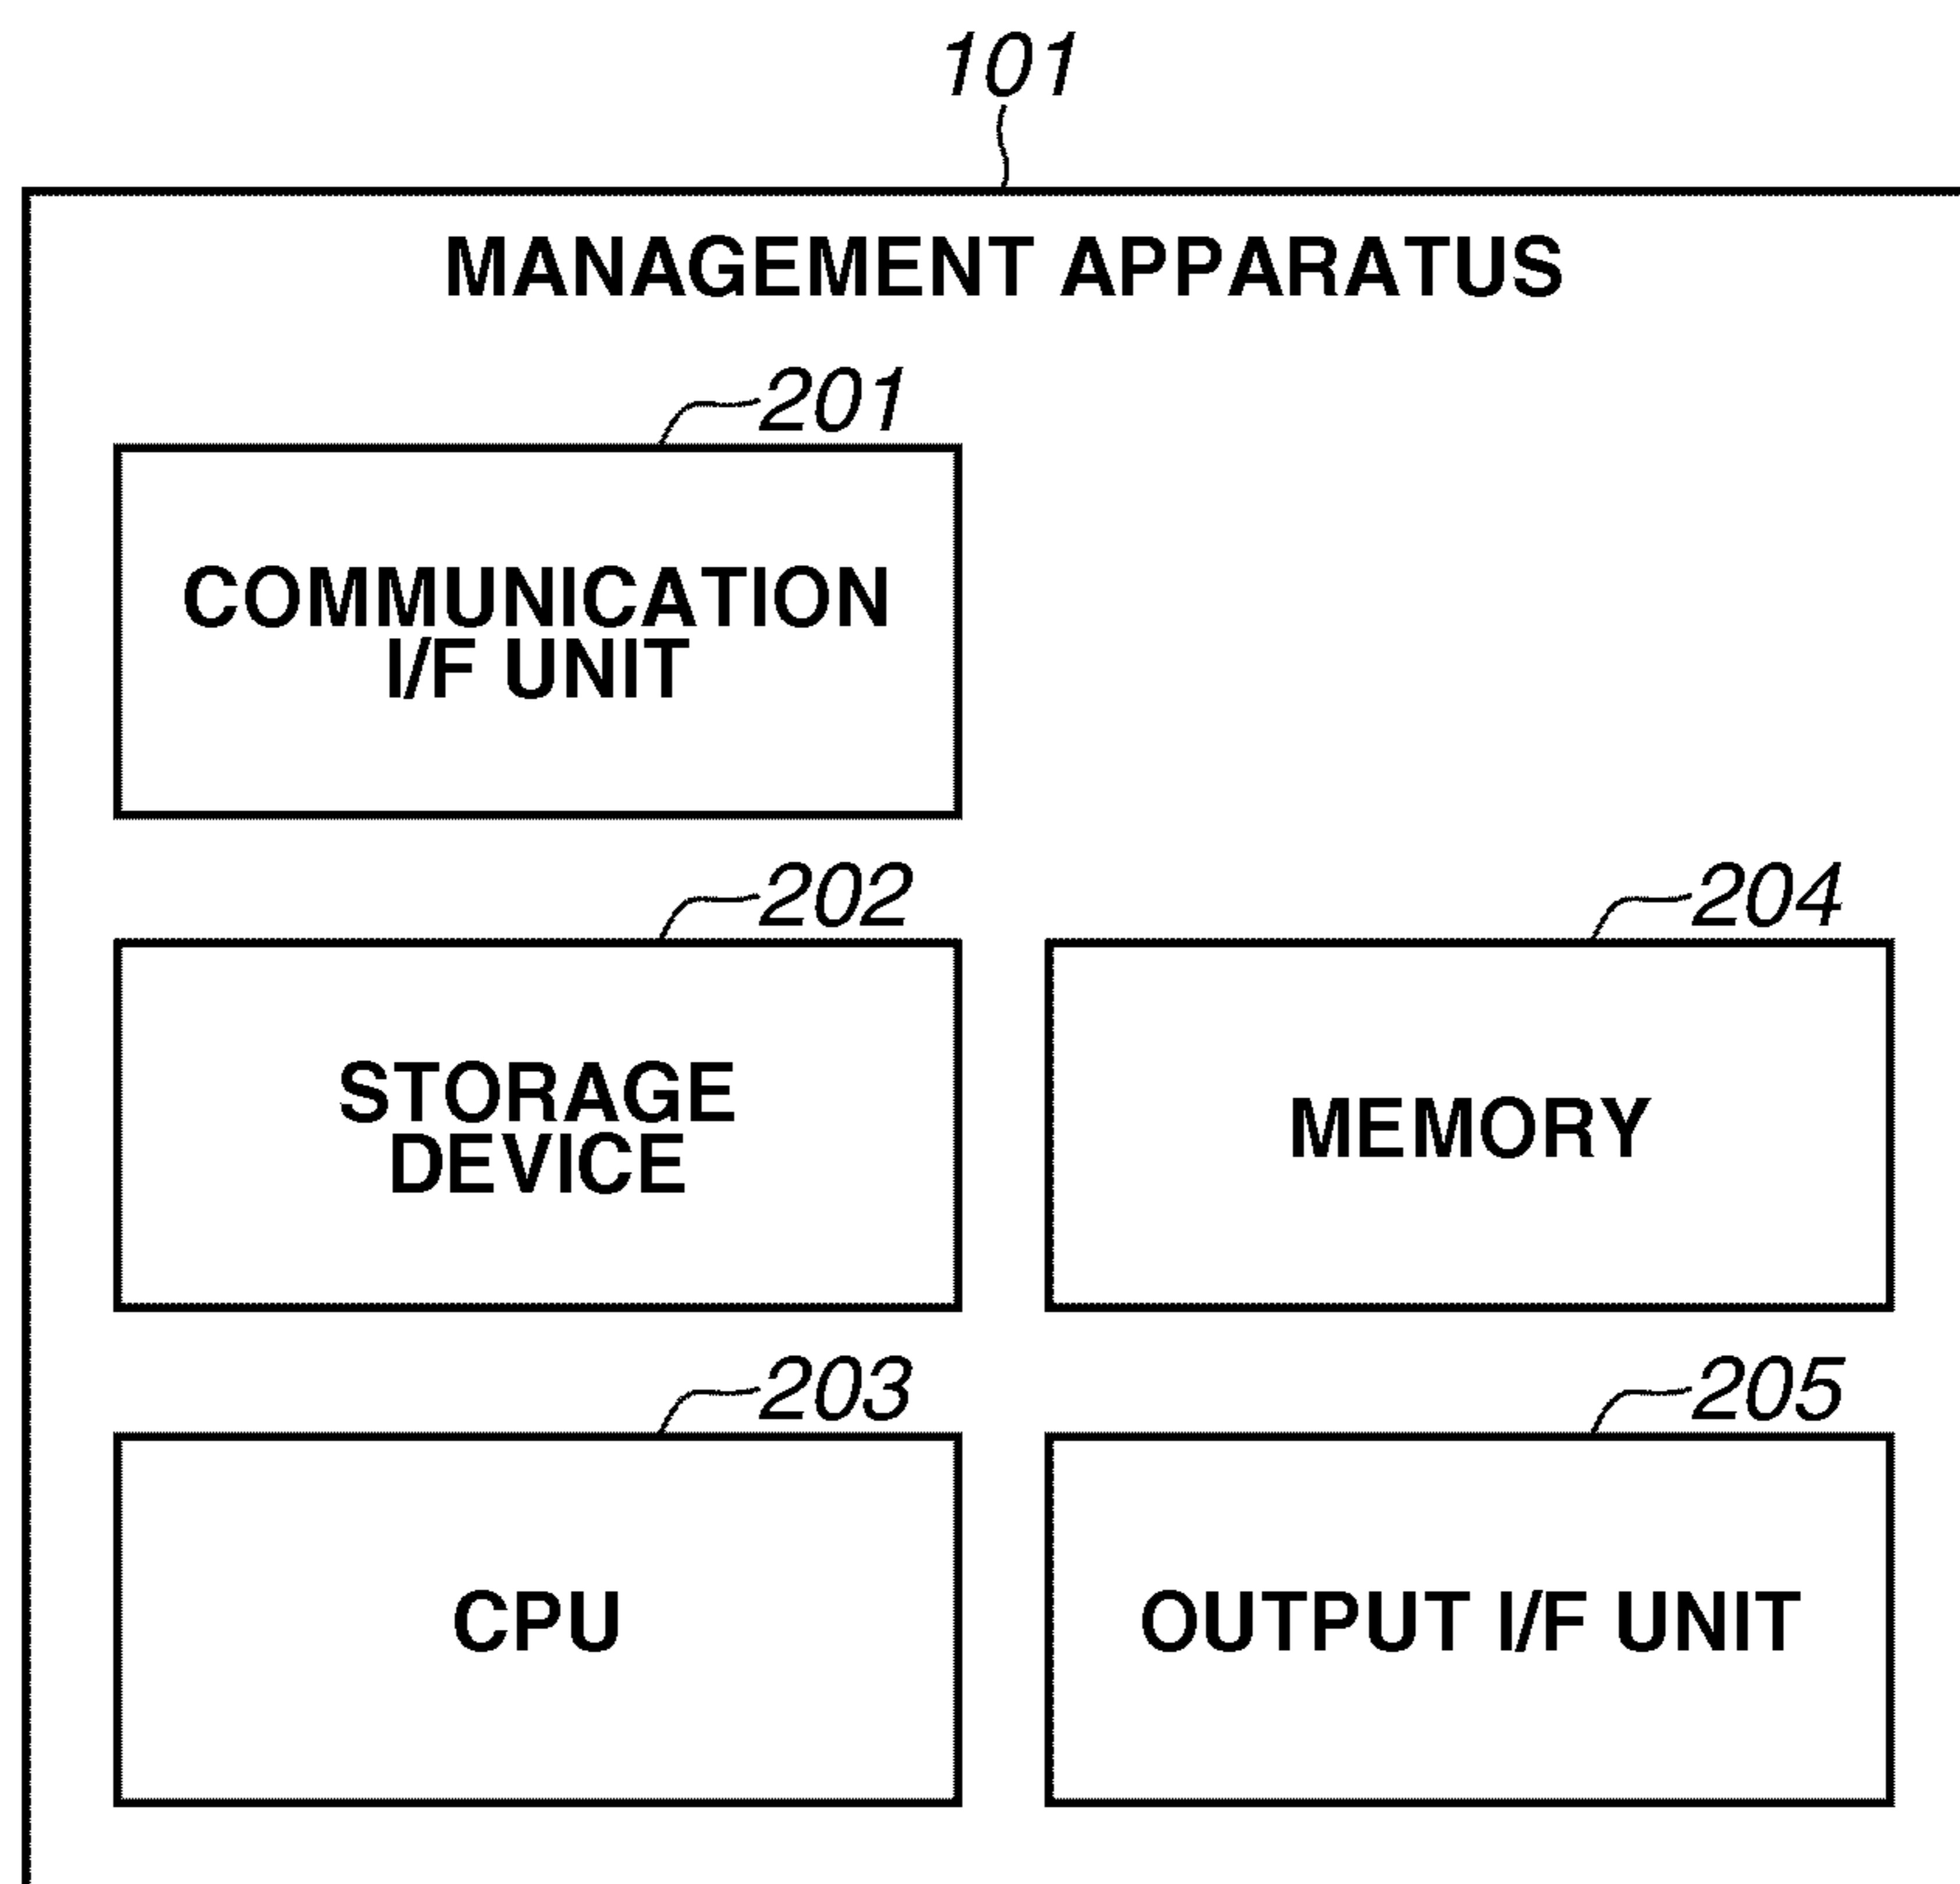 101
MANAGEMENT APPARATUS
201
COMMUNICATION
I/F UNIT
202
STORAGE
DEVICE
204
MEMORY
203
CPU
205
OUTPUT I/F UNIT